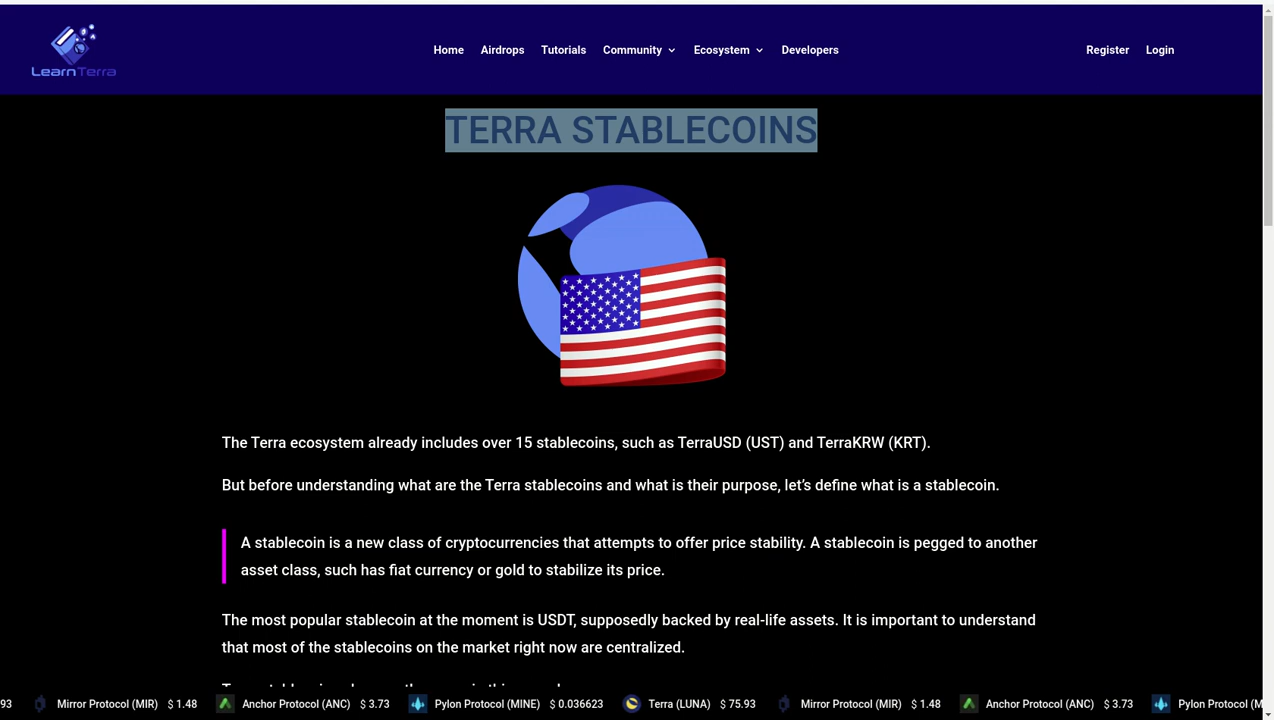 LearnTerra
Home Airdrops Tutorials Community Ecosystem Developers Register Login
TERRA STABLECOINS
The Terra ecosystem already includes over 15 stablecoins, such as TerraUSD (UST) and TerraKRW (KRT).
But before understanding what are the Terra stablecoins and what is their purpose, let’s define what is a stablecoin.
A stablecoin is a new class of cryptocurrencies that attempts to offer price stability. A stablecoin is pegged to another
asset class, such has fiat currency or gold to stabilize its price.
The most popular stablecoin at the moment is USDT, supposedly backed by real-life assets. It is important to understand
that most of the stablecoins on the market right now are centralized.
93 Mirror Protocol (MIR) $ 1.48 Anchor Protocol (ANC) $ 3.73 Pylon Protocol (MINE) $ 0.036623 Terra (LUNA) $ 75.93 Mirror Protocol (MIR) $ 1.48 Anchor Protocol (ANC) $ 3.73 Pylon Protocol (M